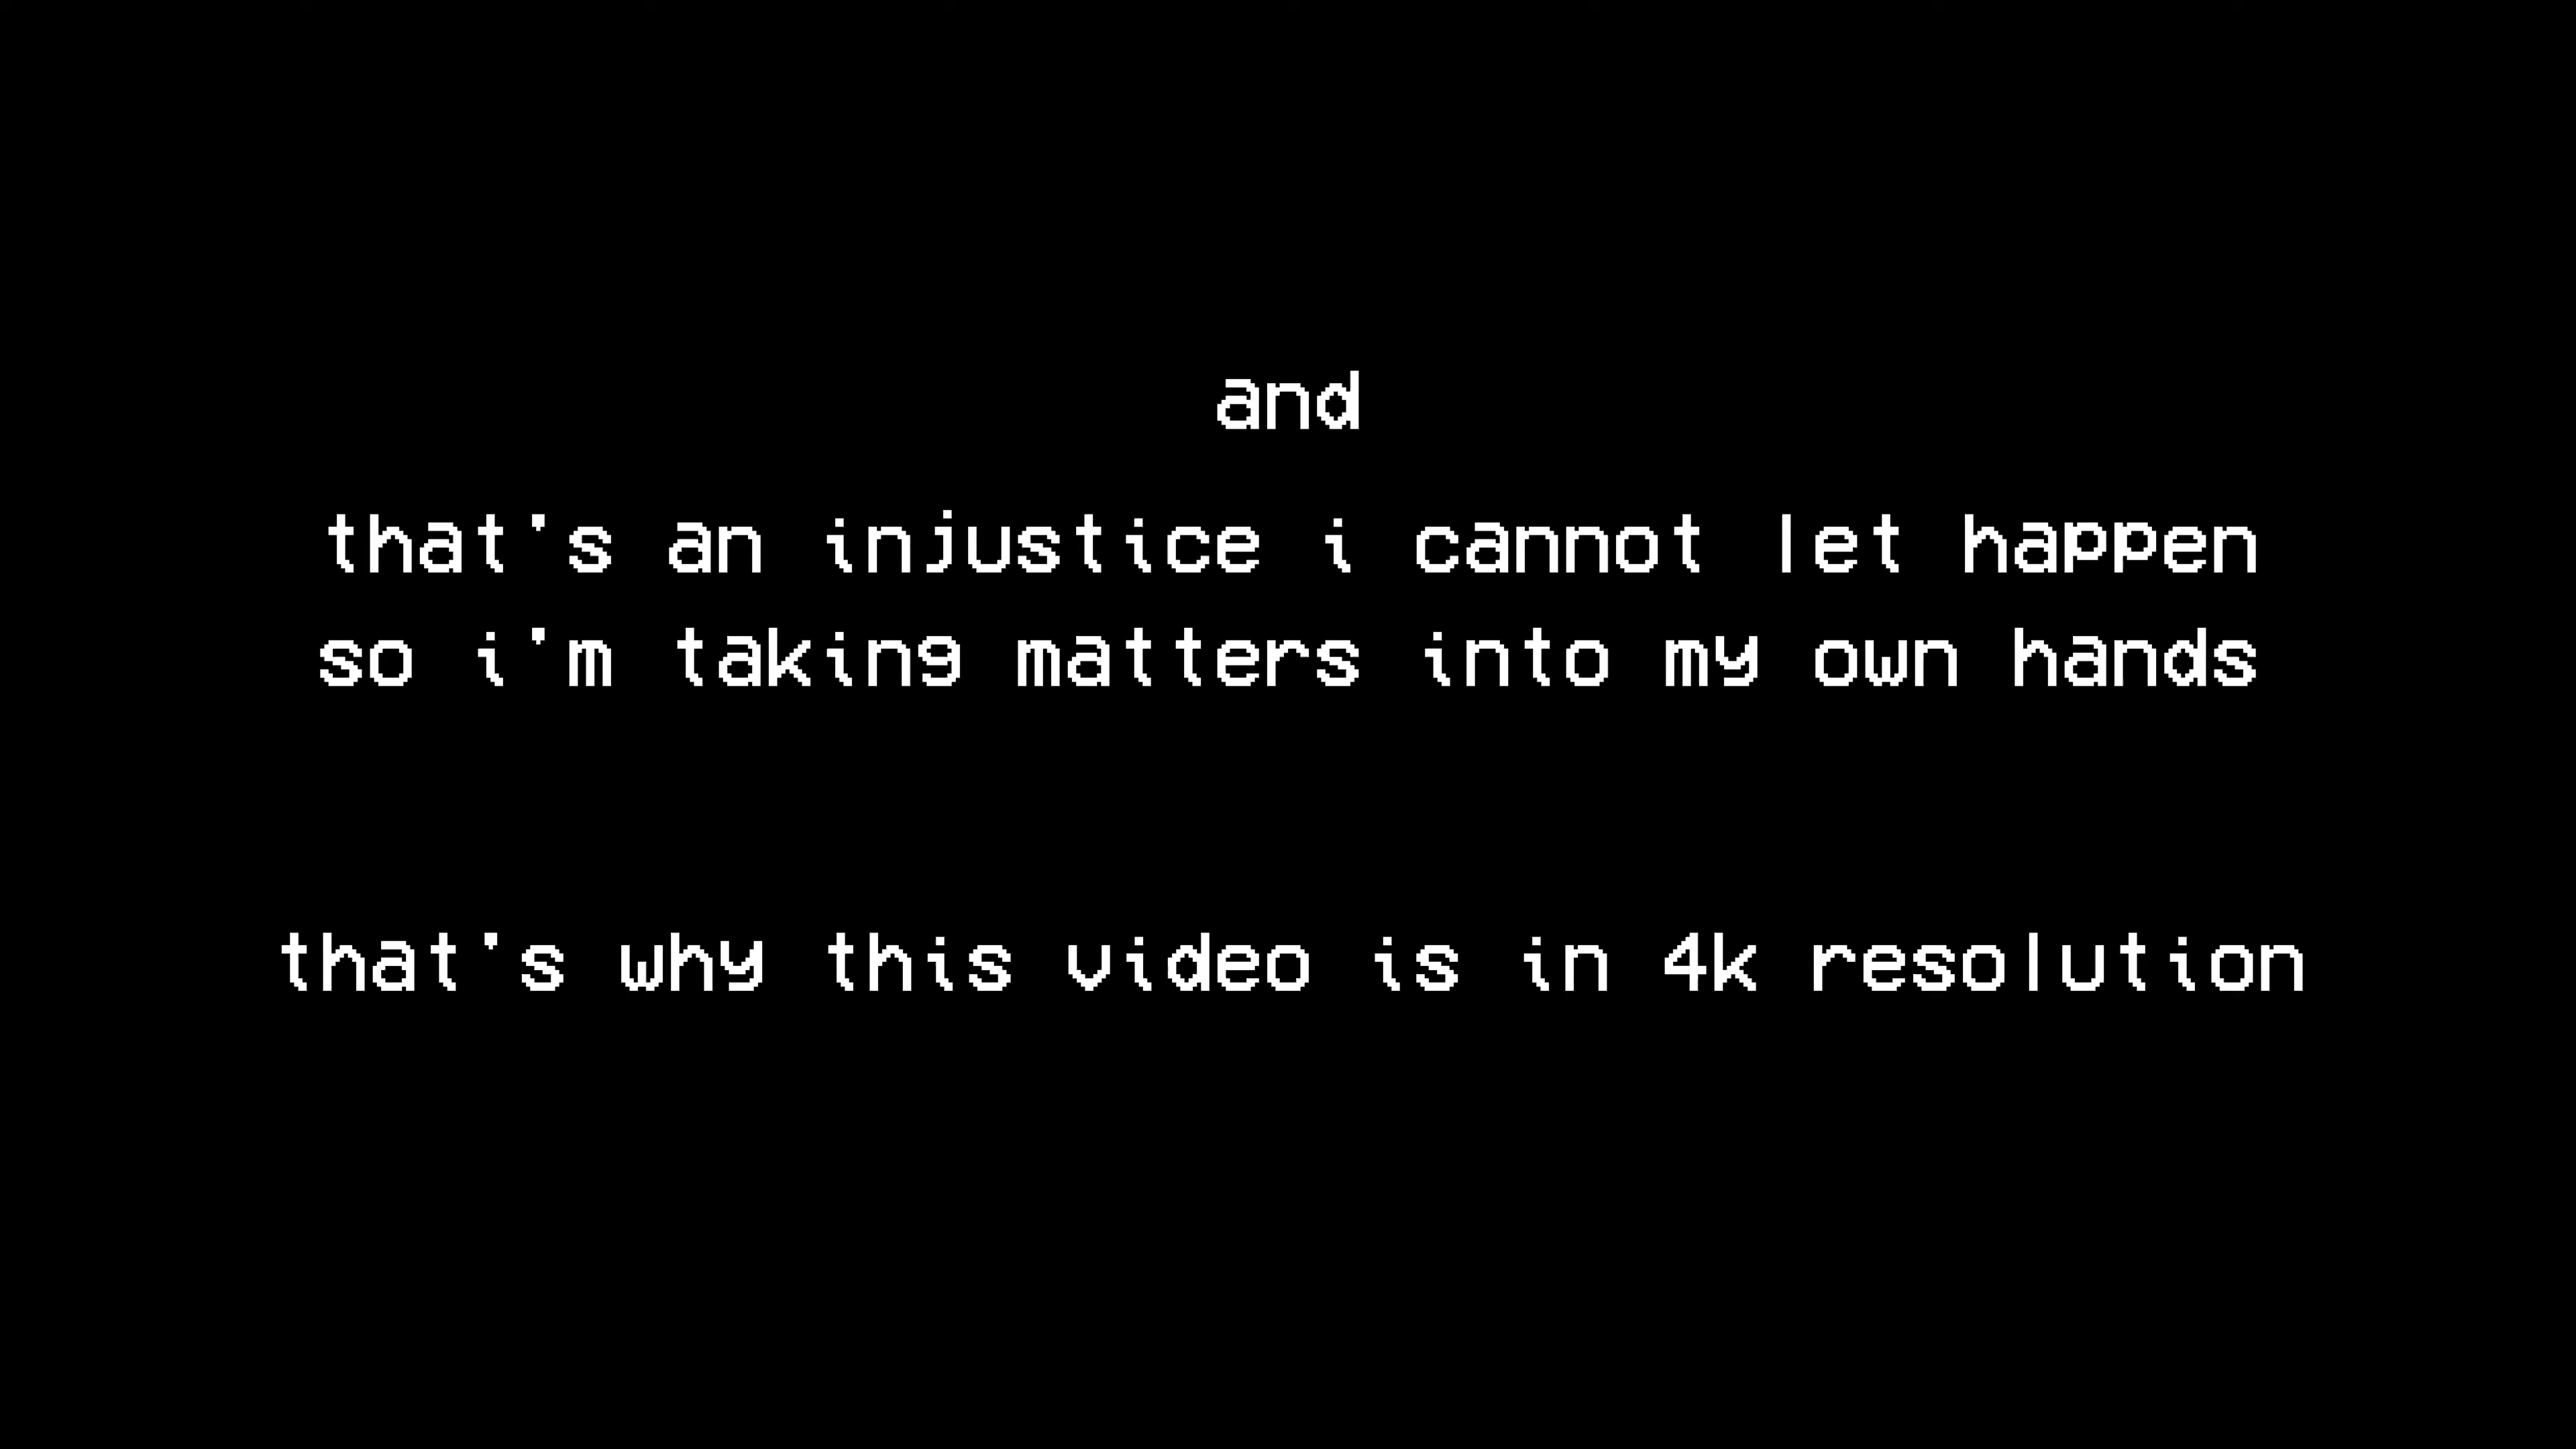 and
that's an injustice i cannot let happen
so i'm taking matters into my own hands
that's why this video is in 4k resolution